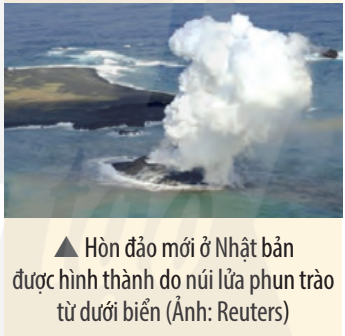 ▲ Hòn đảo mới ở Nhật bản
được hình thành do núi lửa phun trào
từ dưới biển (Ảnh: Reuters)